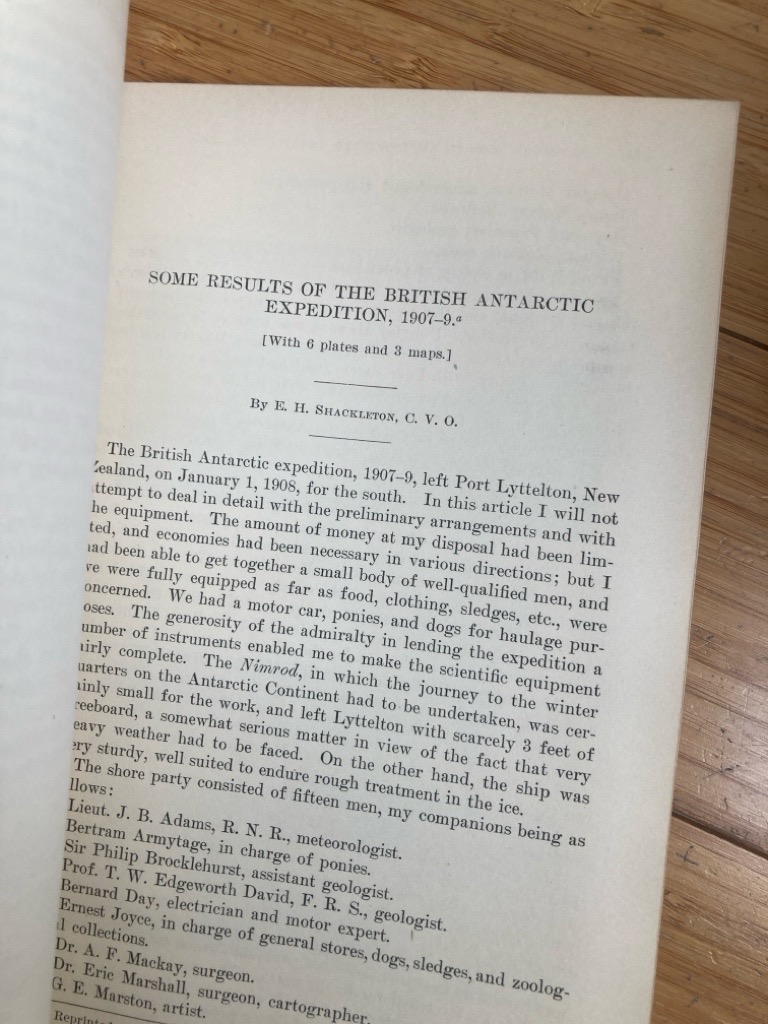 SOME RESULTS OF THE BRITISH ANTARCTIC
EXPEDITION, 1907–9.ᵃ
[With 6 plates and 3 maps.]
By E. H. SHACKLETON, C. V. O.
The British Antarctic expedition, 1907–9, left Port Lyttelton, New
Zealand, on January 1, 1908, for the south. In this article I will not
ttempt to deal in detail with the preliminary arrangements and with
he equipment. The amount of money at my disposal had been lim-
ted, and economies had been necessary in various directions; but I
had been able to get together a small body of well-qualified men, and
we were fully equipped as far as food, clothing, sledges, etc., were
oncerned. We had a motor car, ponies, and dogs for haulage pur-
oses. The generosity of the admiralty in lending the expedition a
umber of instruments enabled me to make the scientific equipment
airly complete. The Nimrod, in which the journey to the winter
uarters on the Antarctic Continent had to be undertaken, was cer-
ainly small for the work, and left Lyttelton with scarcely 3 feet of
reeboard, a somewhat serious matter in view of the fact that very
eavy weather had to be faced. On the other hand, the ship was
ery sturdy, well suited to endure rough treatment in the ice.
The shore party consisted of fifteen men, my companions being as
llows:
Lieut. J. B. Adams, R. N. R., meteorologist.
Bertram Armytage, in charge of ponies.
Sir Philip Brocklehurst, assistant geologist.
Prof. T. W. Edgeworth David, F. R. S., geologist.
Bernard Day, electrician and motor expert.
Ernest Joyce, in charge of general stores, dogs, sledges, and zoolog-
l collections.
Dr. A. F. Mackay, surgeon.
Dr. Eric Marshall, surgeon, cartographer.
G. E. Marston, artist.